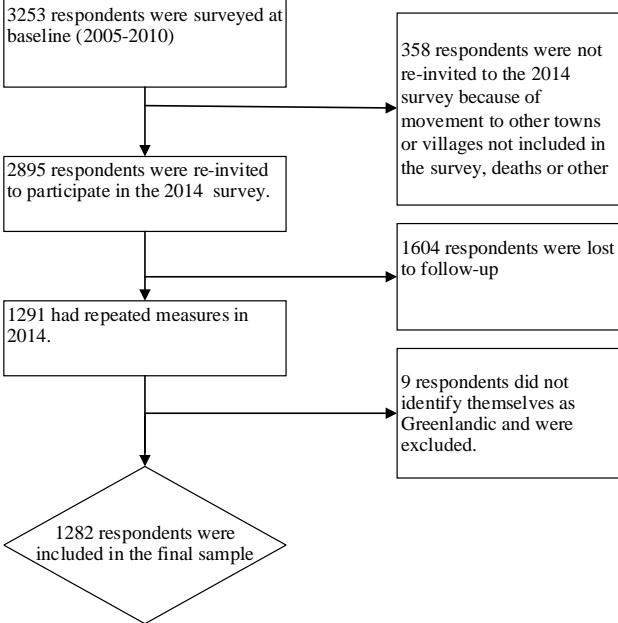 3253 respondents were surveyed at
baseline (2005-2010)
358 respondents were not
re-invited to the 2014
survey because of
movement to other towns
or villages not included in
the survey, deaths or other
2895 respondents were re-invited
to participate in the 2014 survey.
1604 respondents were lost
to follow-up
1291 had repeated measures in
2014.
9 respondents did not
identify themselves as
Greenlandic and were
excluded.
1282 respondents were
included in the final sample